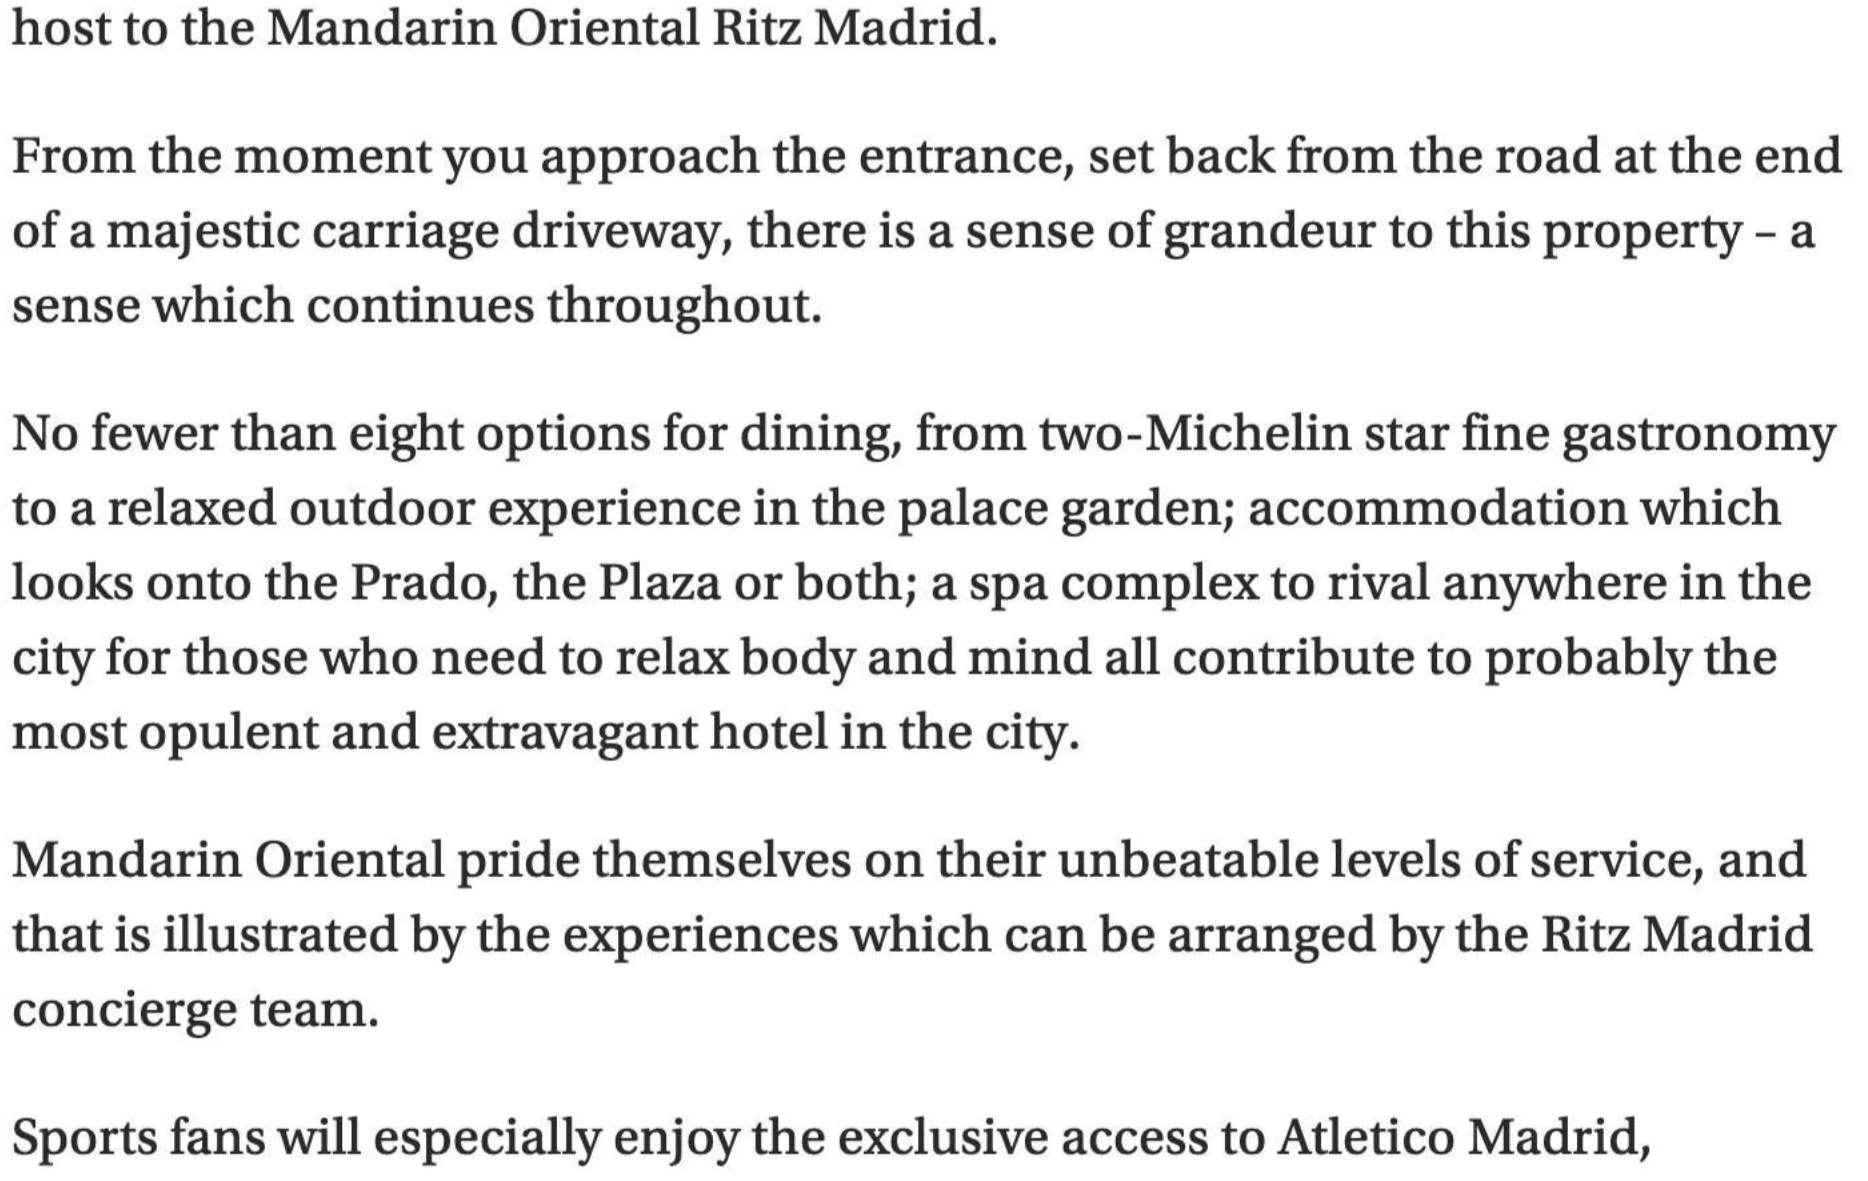 host to the Mandarin Oriental Ritz Madrid.
From the moment you approach the entrance, set back from the road at the end
of a majestic carriage driveway, there is a sense of grandeur to this property – a
sense which continues throughout.
No fewer than eight options for dining, from two-Michelin star fine gastronomy
to a relaxed outdoor experience in the palace garden; accommodation which
looks onto the Prado, the Plaza or both; a spa complex to rival anywhere in the
city for those who need to relax body and mind all contribute to probably the
most opulent and extravagant hotel in the city.
Mandarin Oriental pride themselves on their unbeatable levels of service, and
that is illustrated by the experiences which can be arranged by the Ritz Madrid
concierge team.
Sports fans will especially enjoy the exclusive access to Atletico Madrid,